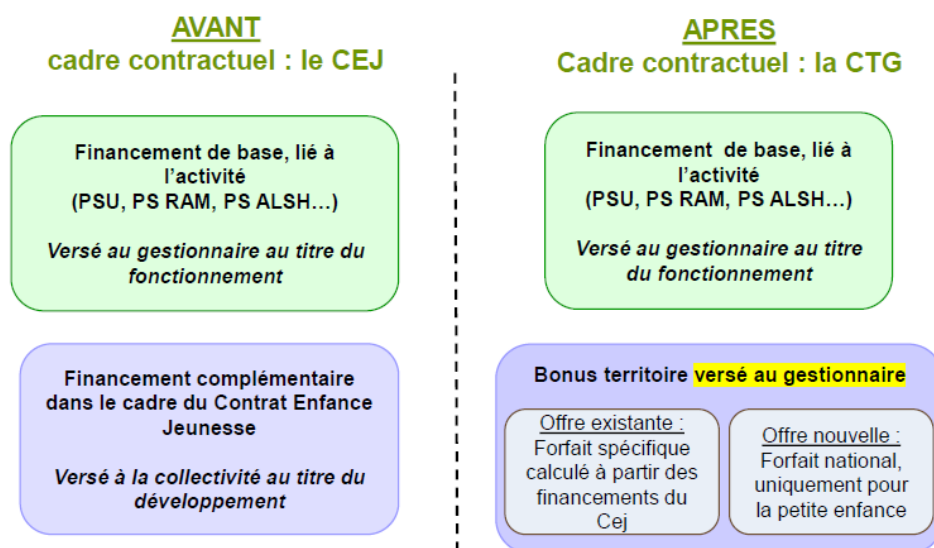 AVANT
cadre contractuel : le CEJ
Financement de base, lié à
l'activité
(PSU, PS RAM, PS ALSH…)
Versé au gestionnaire au titre du
fonctionnement
Financement complémentaire
dans le cadre du Contrat Enfance
Jeunesse
Versé à la collectivité au titre du
développement
APRES
Cadre contractuel : la CTG
Financement de base, lié à
l'activité
(PSU, PS RAM, PS ALSH…)
Versé au gestionnaire au titre
du fonctionnement
Bonus territoire versé au gestionnaire
Offre existante :
Forfait spécifique
calculé à partir des
financements du
Cej
Offre nouvelle :
Forfait national,
uniquement pour
la petite enfance